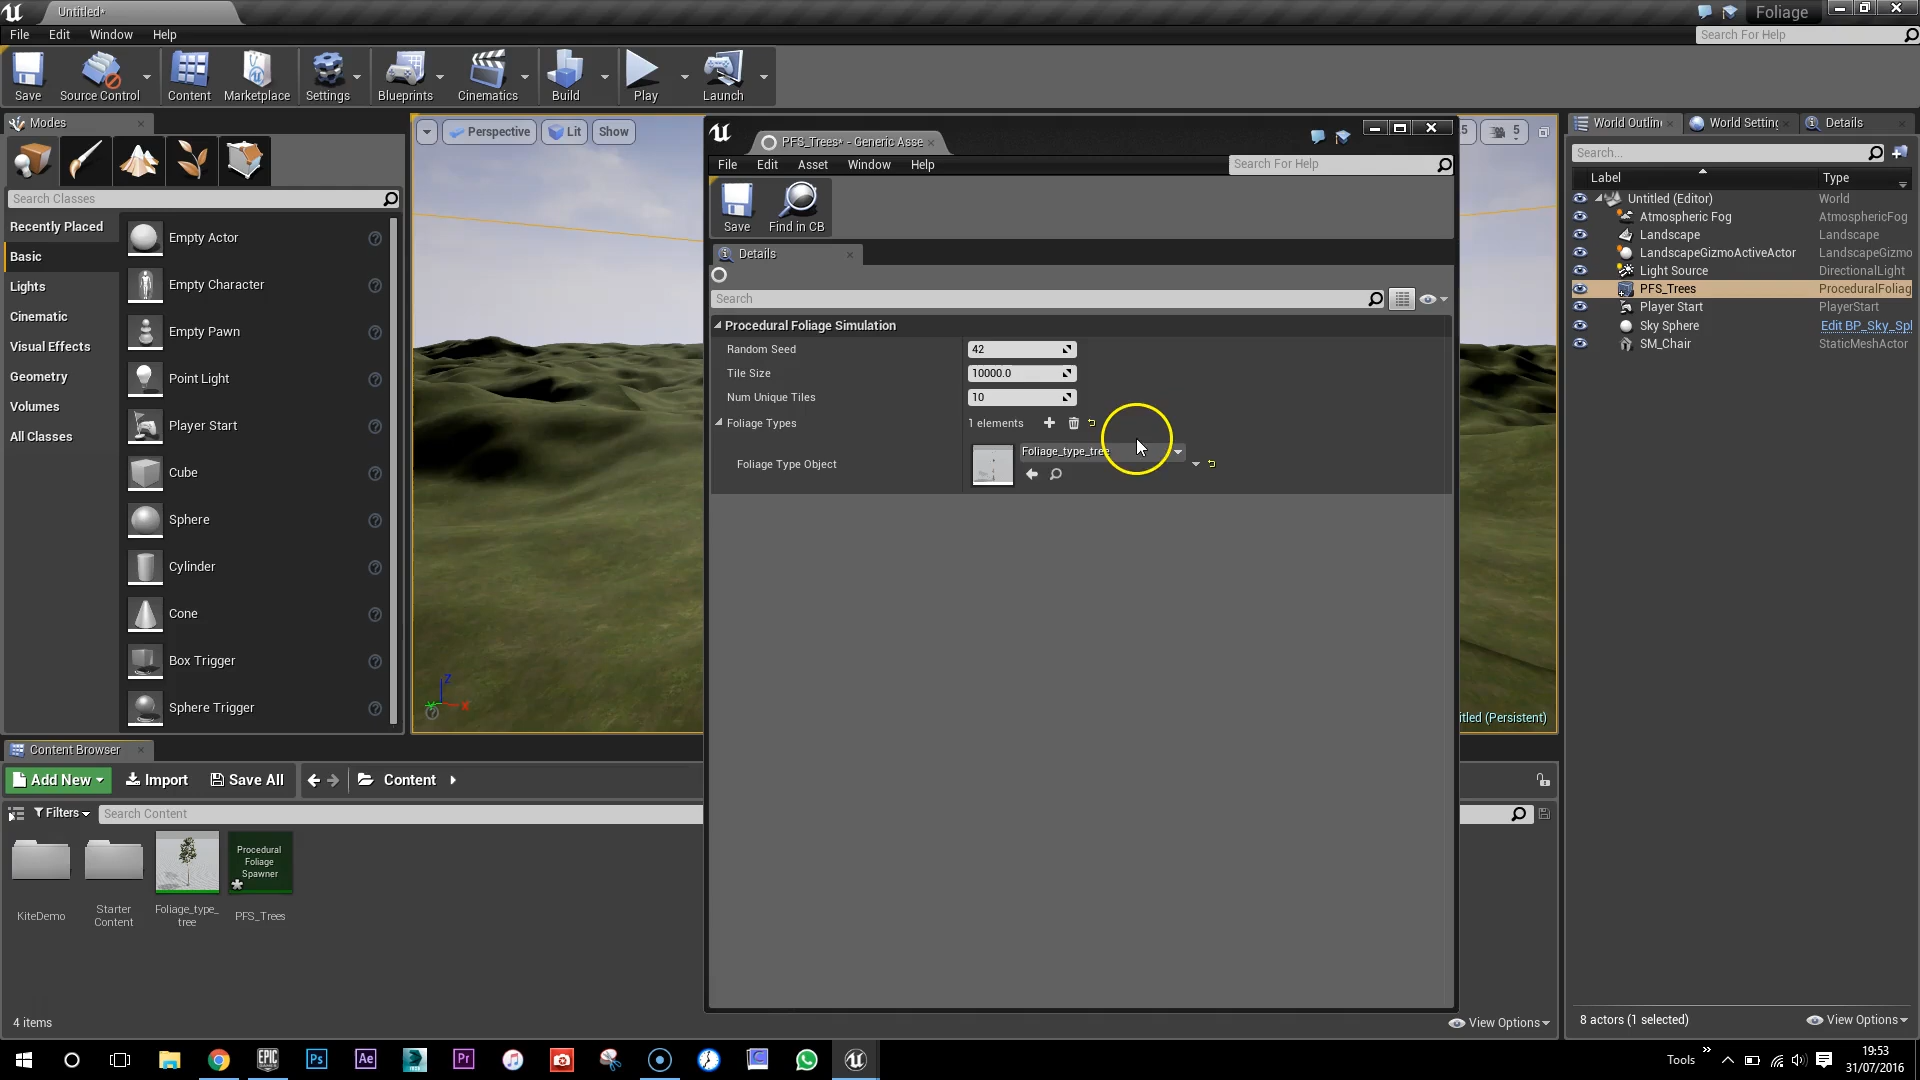 Untitled*
Foliage
File Edit Window Help
Search For Help
Save Source Control Content Marketplace Settings Blueprints Cinematics Build Play Launch
Modes
Search Classes
Recently Placed
Basic
Lights
Cinematic
Visual Effects
Geometry
Volumes
All Classes
Empty Actor
Empty Character
Empty Pawn
Point Light
Player Start
Cube
Sphere
Cylinder
Cone
Box Trigger
Sphere Trigger
Perspective Lit Show
5
5
Z
X
itled (Persistent)
PFS_Trees* - Generic Asse
File Edit Asset Window Help
Search For Help
Save Find in CB
Details
Search
Procedural Foliage Simulation
Random Seed 42
Tile Size 10000.0
Num Unique Tiles 10
Foliage Types 1 elements
Foliage Type Object Foliage_type_tree
World Outlin World Setting Details
Search...
Label Type
Untitled (Editor) World
Atmospheric Fog AtmosphericFog
Landscape Landscape
LandscapeGizmoActiveActor LandscapeGizmo
Light Source DirectionalLight
PFS_Trees ProceduralFoliag
Player Start PlayerStart
Sky Sphere Edit BP_Sky_Spl
SM_Chair StaticMeshActor
8 actors (1 selected) View Options
Content Browser
Add New Import Save All Content
Filters Search Content
Procedural
Foliage
Spawner
KiteDemo
Starter
Content
Foliage_type_
tree
PFS_Trees
4 items View Options
Ps Ae Pr
EPIC
GAMES
Tools
19:53
31/07/2016